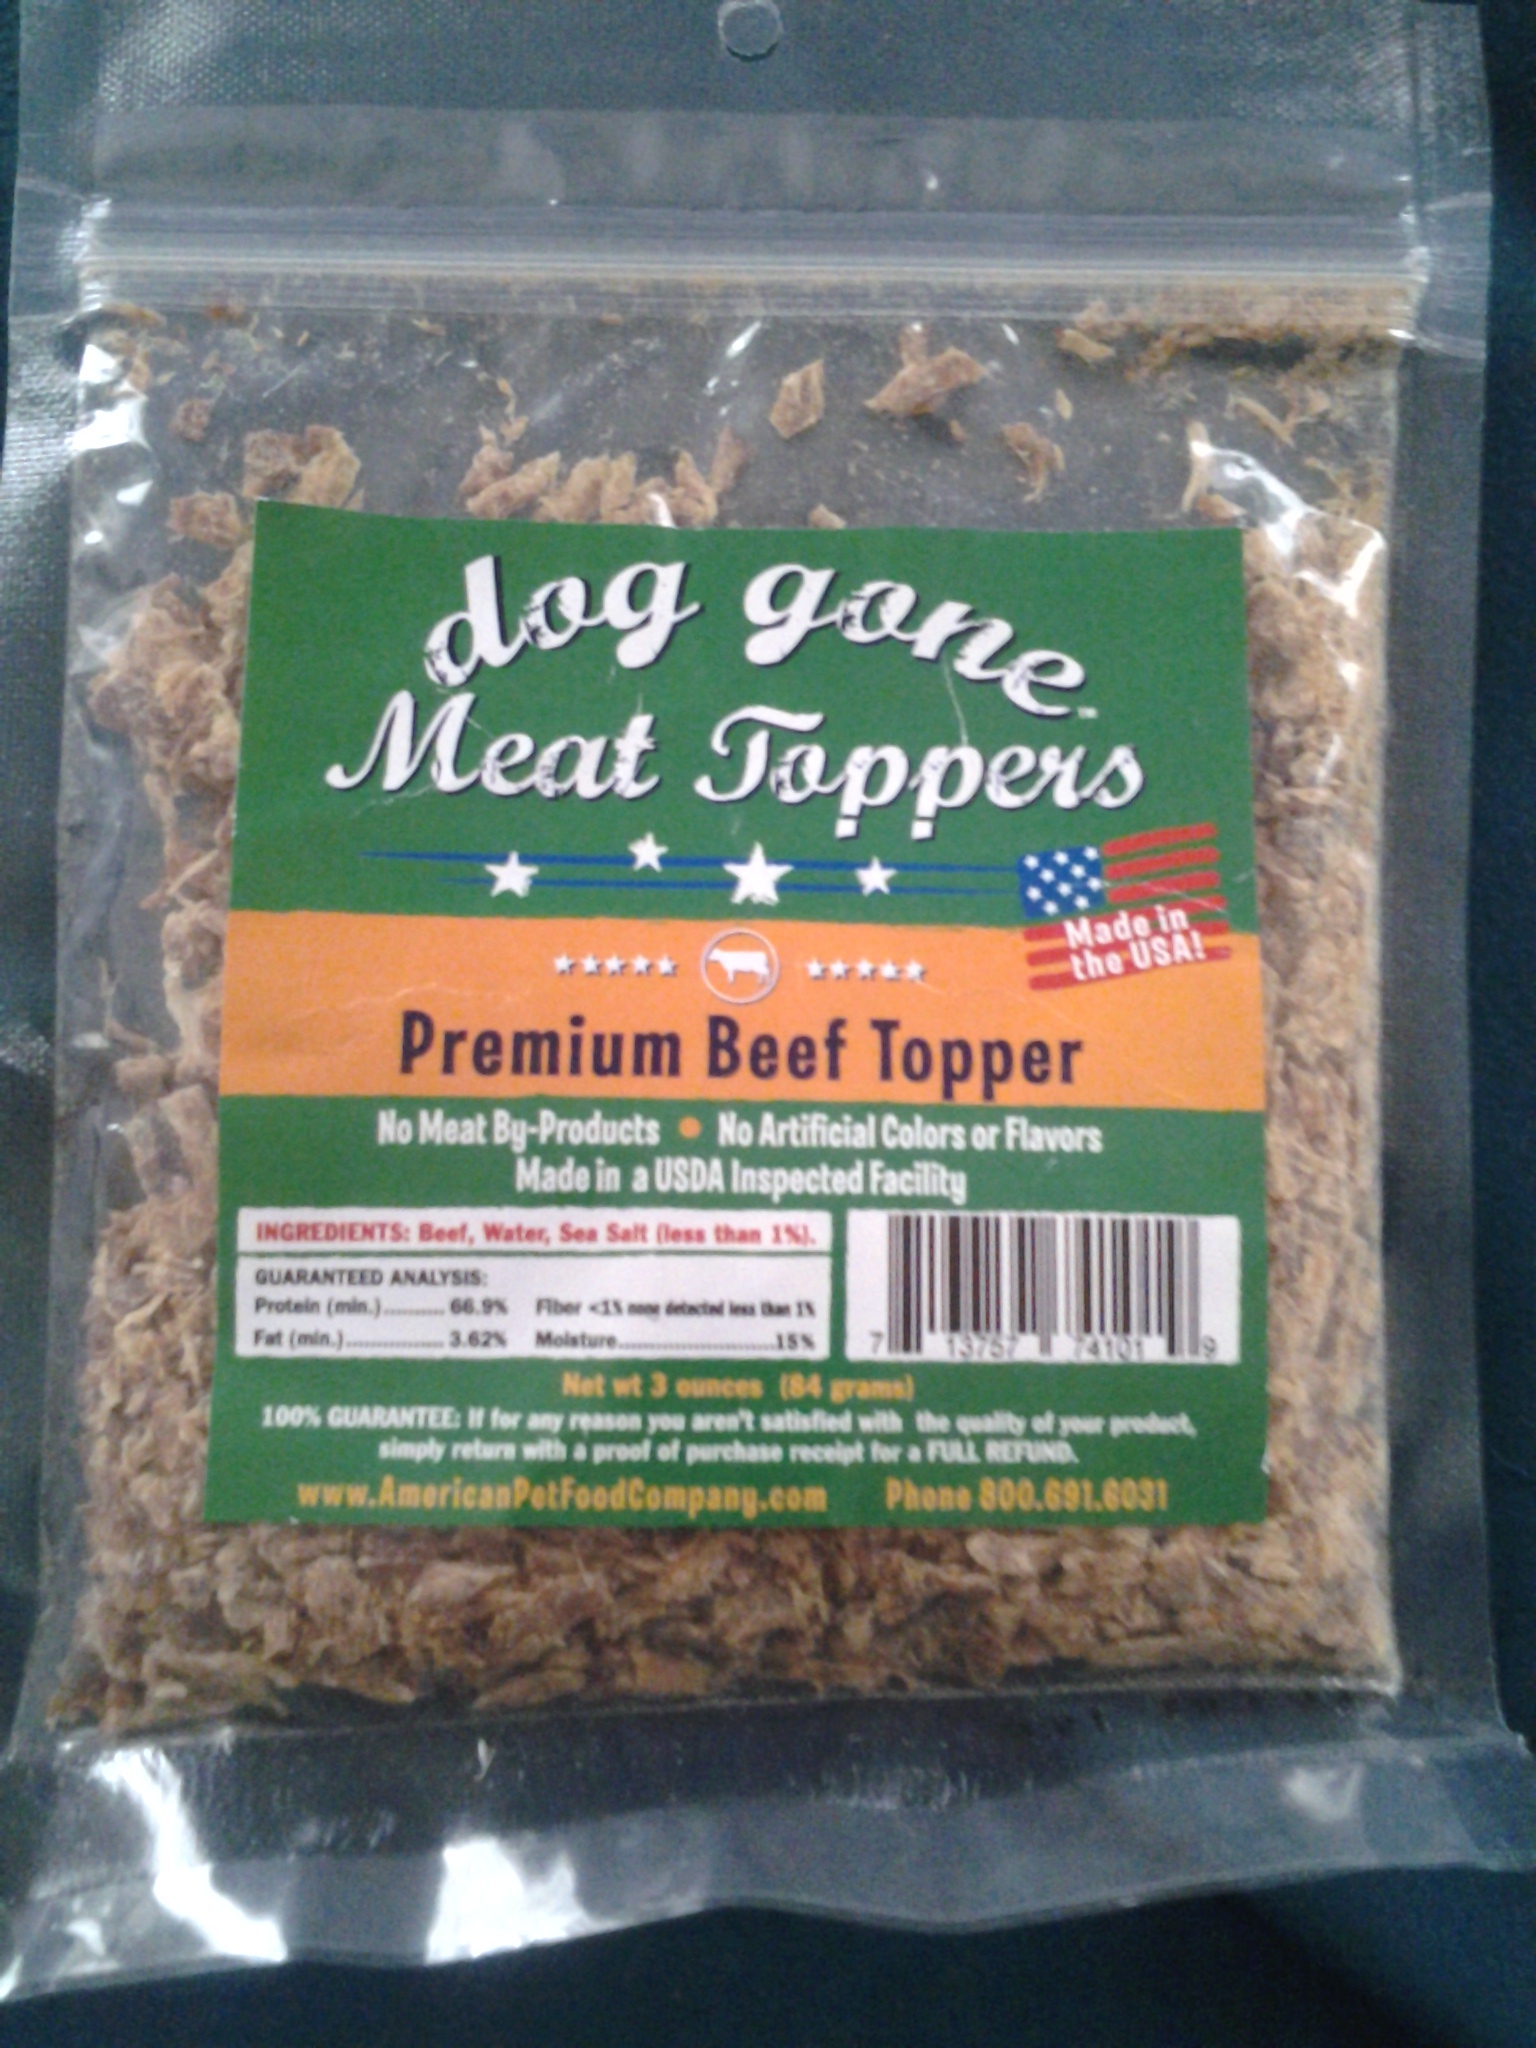 dog gone™
Meat Toppers
Made in
the USA!
Premium Beef Topper
No Meat By-Products • No Artificial Colors or Flavors
Made in a USDA Inspected Facility
INGREDIENTS: Beef, Water, Sea Salt (less than 1%).
GUARANTEED ANALYSIS:
Protein (min.).......... 66.9% Fiber <1% none detected less than 1%
Fat (min.)................ 3.62% Moisture..........................15%
7 13757 74101 9
Net wt 3 ounces (84 grams)
100% GUARANTEE: If for any reason you aren't satisfied with the quality of your product,
simply return with a proof of purchase receipt for a FULL REFUND.
www.AmericanPetFoodCompany.com Phone 800.691.6031